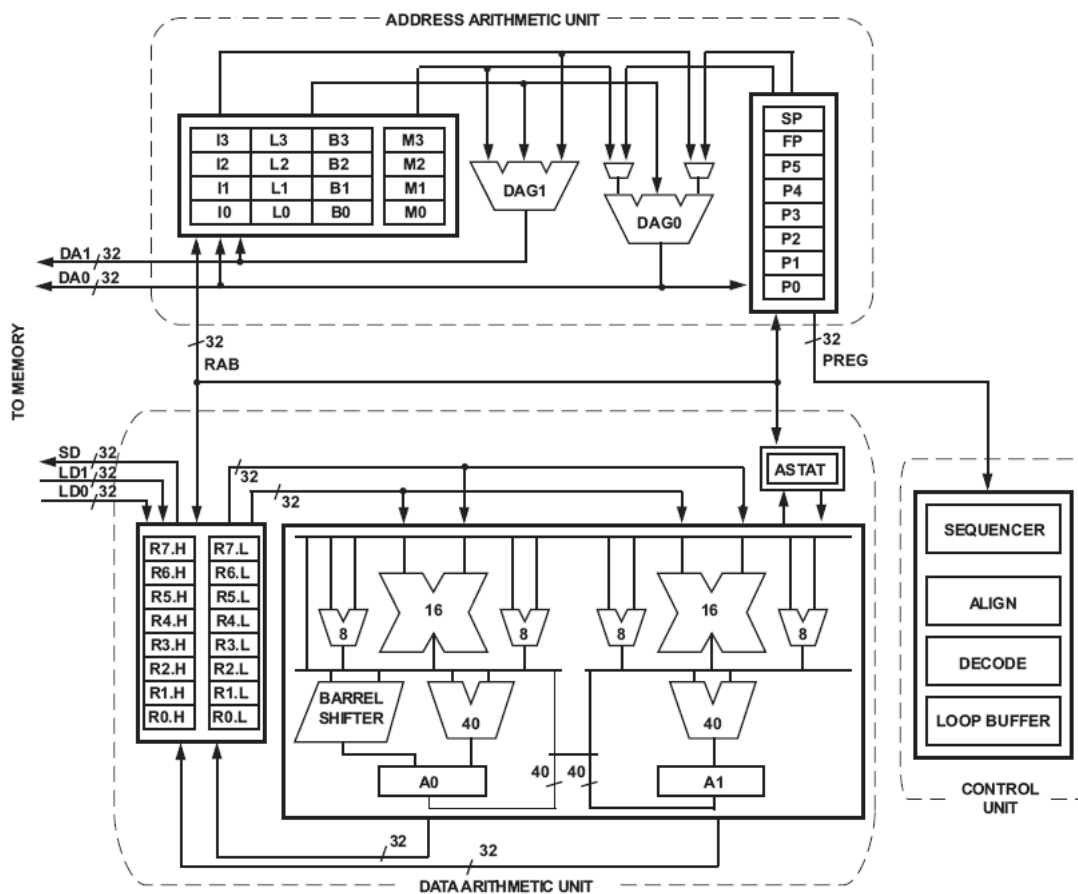 ADDRESS ARITHMETIC UNIT
I3 L3 B3 M3
I2 L2 B2 M2
I1 L1 B1 M1
I0 L0 B0 M0
DAG1
DAG0
SP
FP
P5
P4
P3
P2
P1
P0
DA1 32
DA0 32
32
RAB
32
PREG
TO MEMORY
SD 32
LD1 32
LD0 32
32
32
ASTAT
R7.H R7.L
R6.H R6.L
R5.H R5.L
R4.H R4.L
R3.H R3.L
R2.H R2.L
R1.H R1.L
R0.H R0.L
16
8
8
16
8
8
BARREL
SHIFTER
40
40
A0
40 40
A1
32
32
DATA ARITHMETIC UNIT
SEQUENCER
ALIGN
DECODE
LOOP BUFFER
CONTROL
UNIT